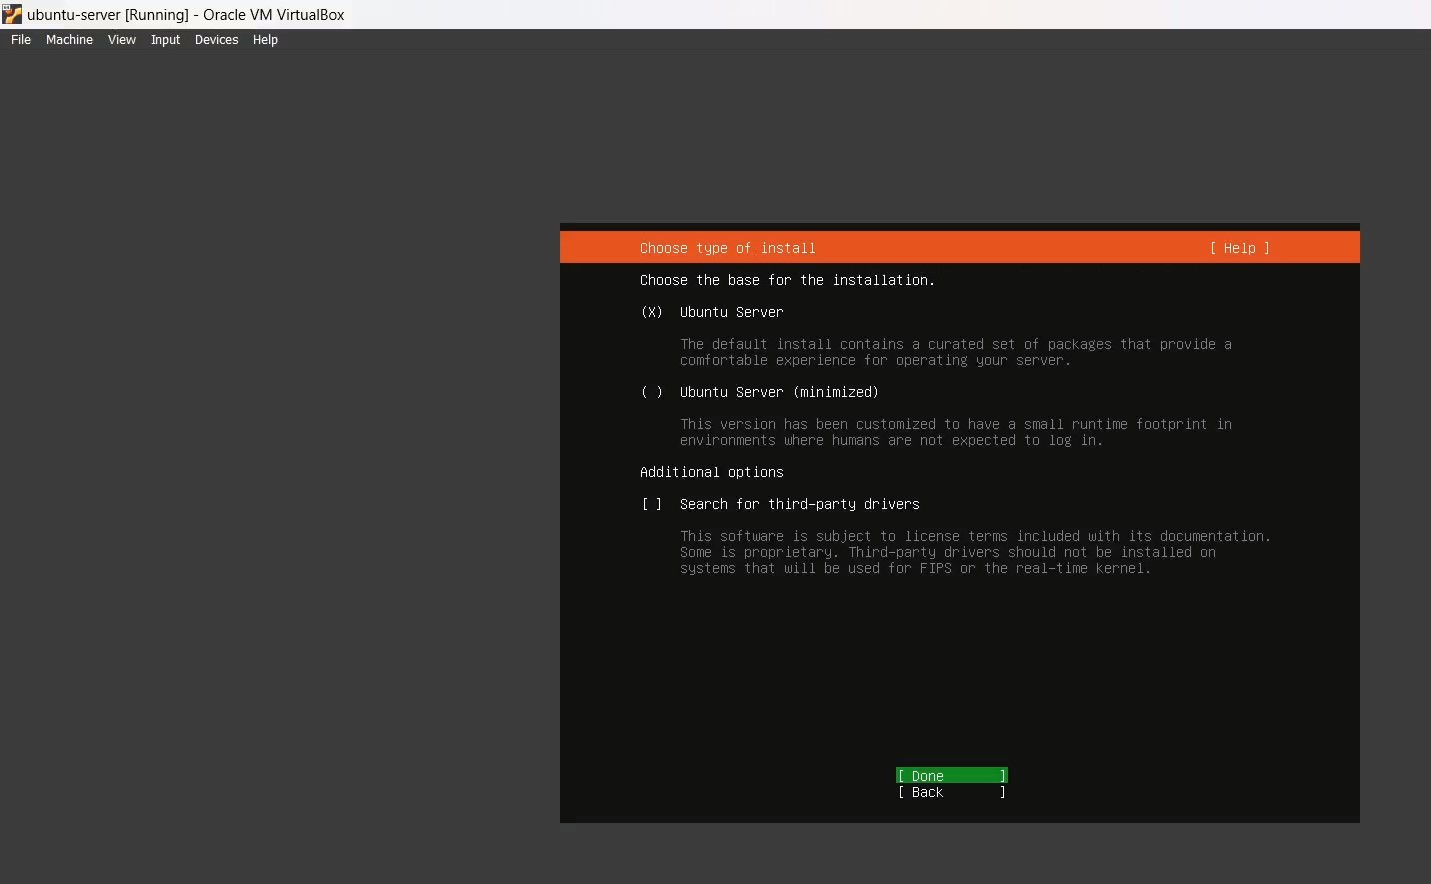 ubuntu-server [Running] - Oracle VM VirtualBox
File Machine View Input Devices Help
Choose type of install [ Help ]
Choose the base for the installation.
(X) Ubuntu Server
The default install contains a curated set of packages that provide a
comfortable experience for operating your server.
( ) Ubuntu Server (minimized)
This version has been customized to have a small runtime footprint in
environments where humans are not expected to log in.
Additional options
[ ] Search for third-party drivers
This software is subject to license terms included with its documentation.
Some is proprietary. Third-party drivers should not be installed on
systems that will be used for FIPS or the real-time kernel.
[ Done ]
[ Back ]